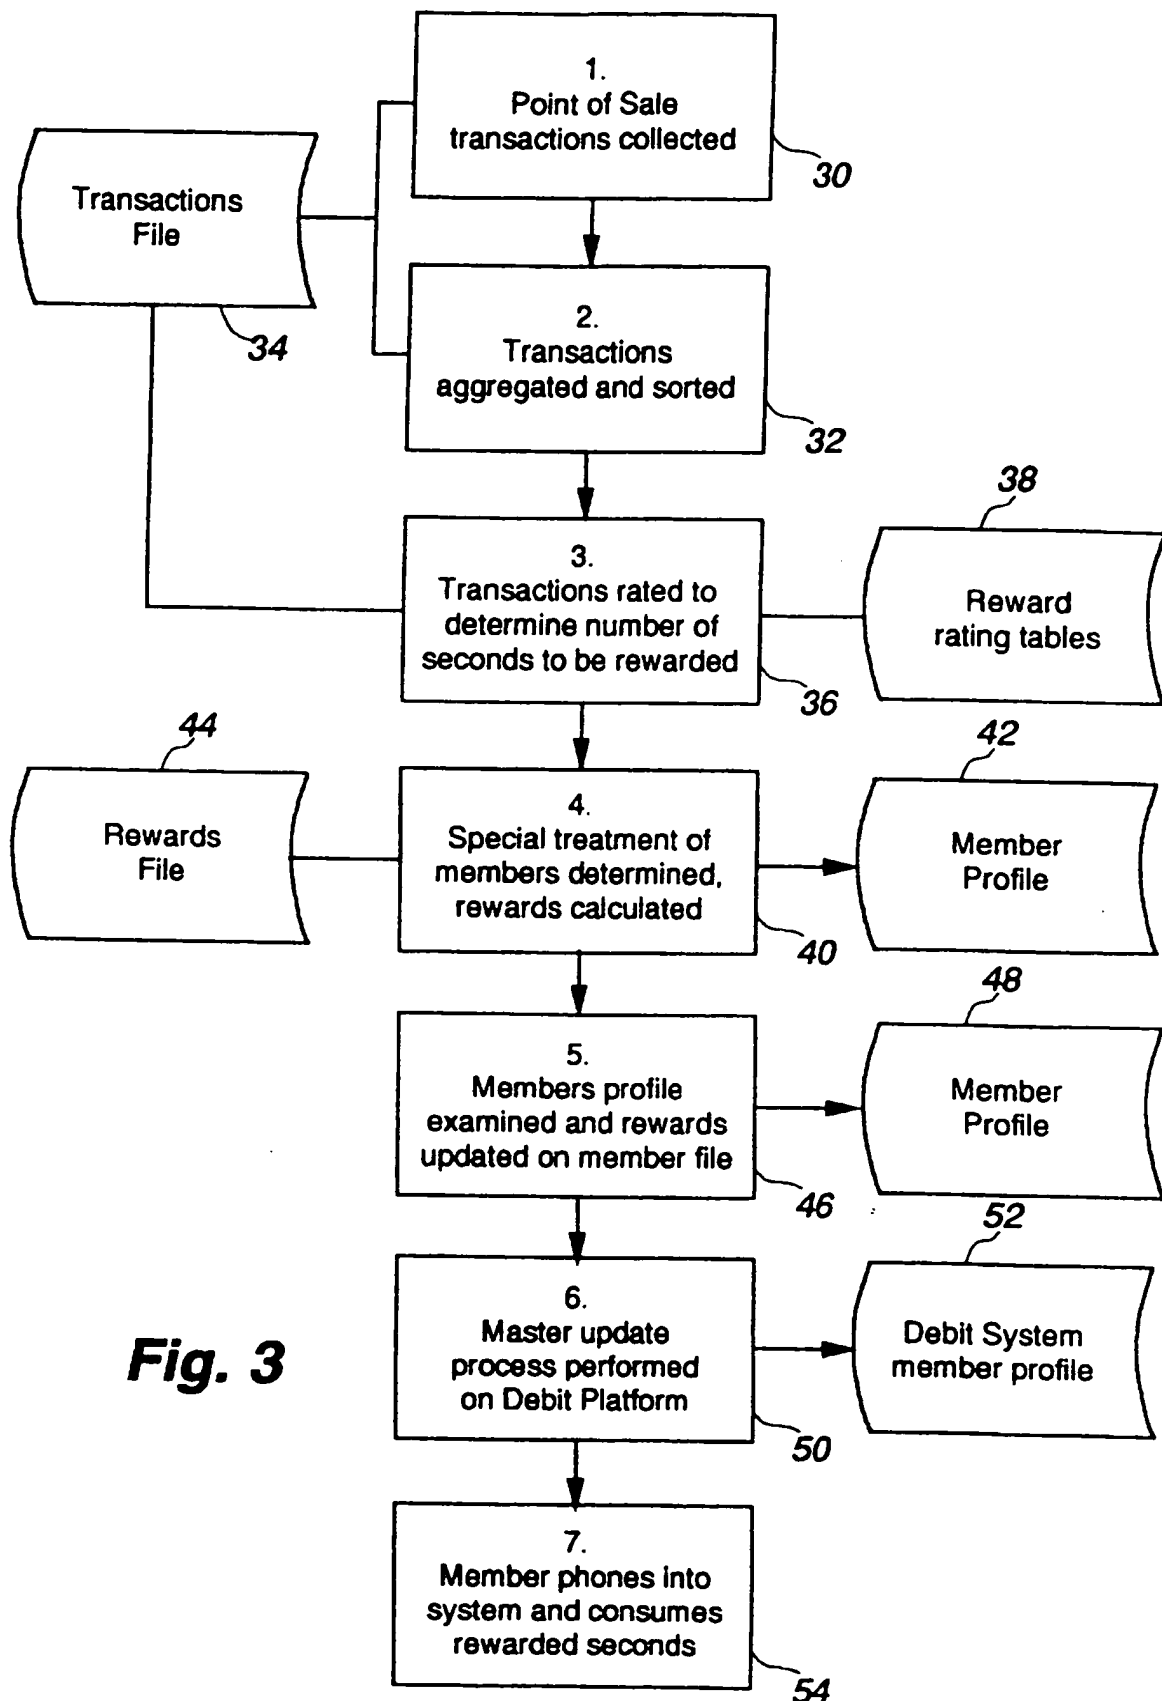 1.
Point of Sale
transactions collected
30
Transactions
File
34
2.
Transactions
aggregated and sorted
32
38
3.
Transactions rated to
determine number of
seconds to be rewarded
36
Reward
rating tables
44
42
Rewards
File
4.
Special treatment of
members determined,
rewards calculated
40
Member
Profile
48
5.
Members profile
examined and rewards
updated on member file
46
Member
Profile
52
6.
Master update
process performed
on Debit Platform
50
Debit System
member profile
Fig. 3
7.
Member phones into
system and consumes
rewarded seconds
54